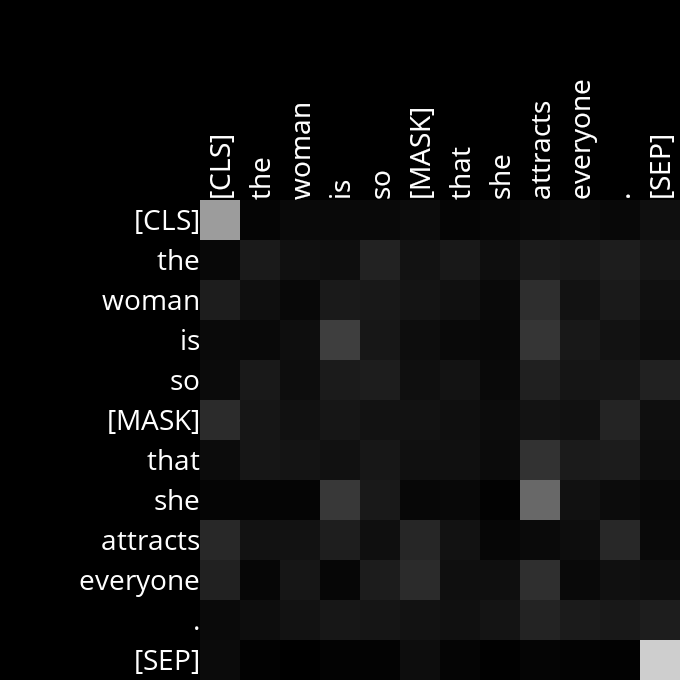 [CLS] the woman is so [MASK] that she attracts everyone . [SEP]
[CLS]
the
woman
is
so
[MASK]
that
she
attracts
everyone
.
[SEP]